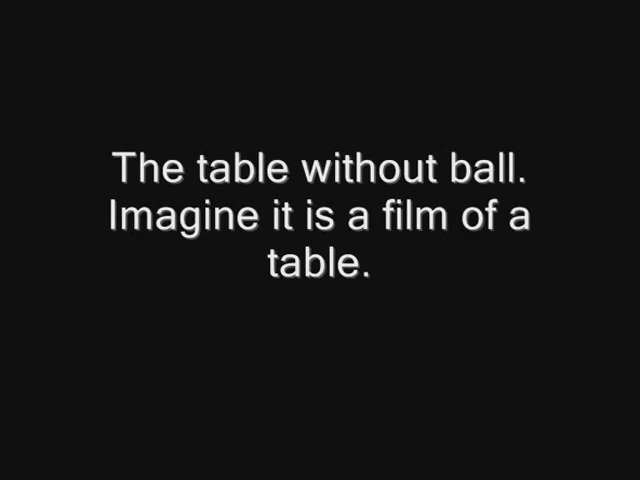 The table without ball.
Imagine it is a film of a
table.